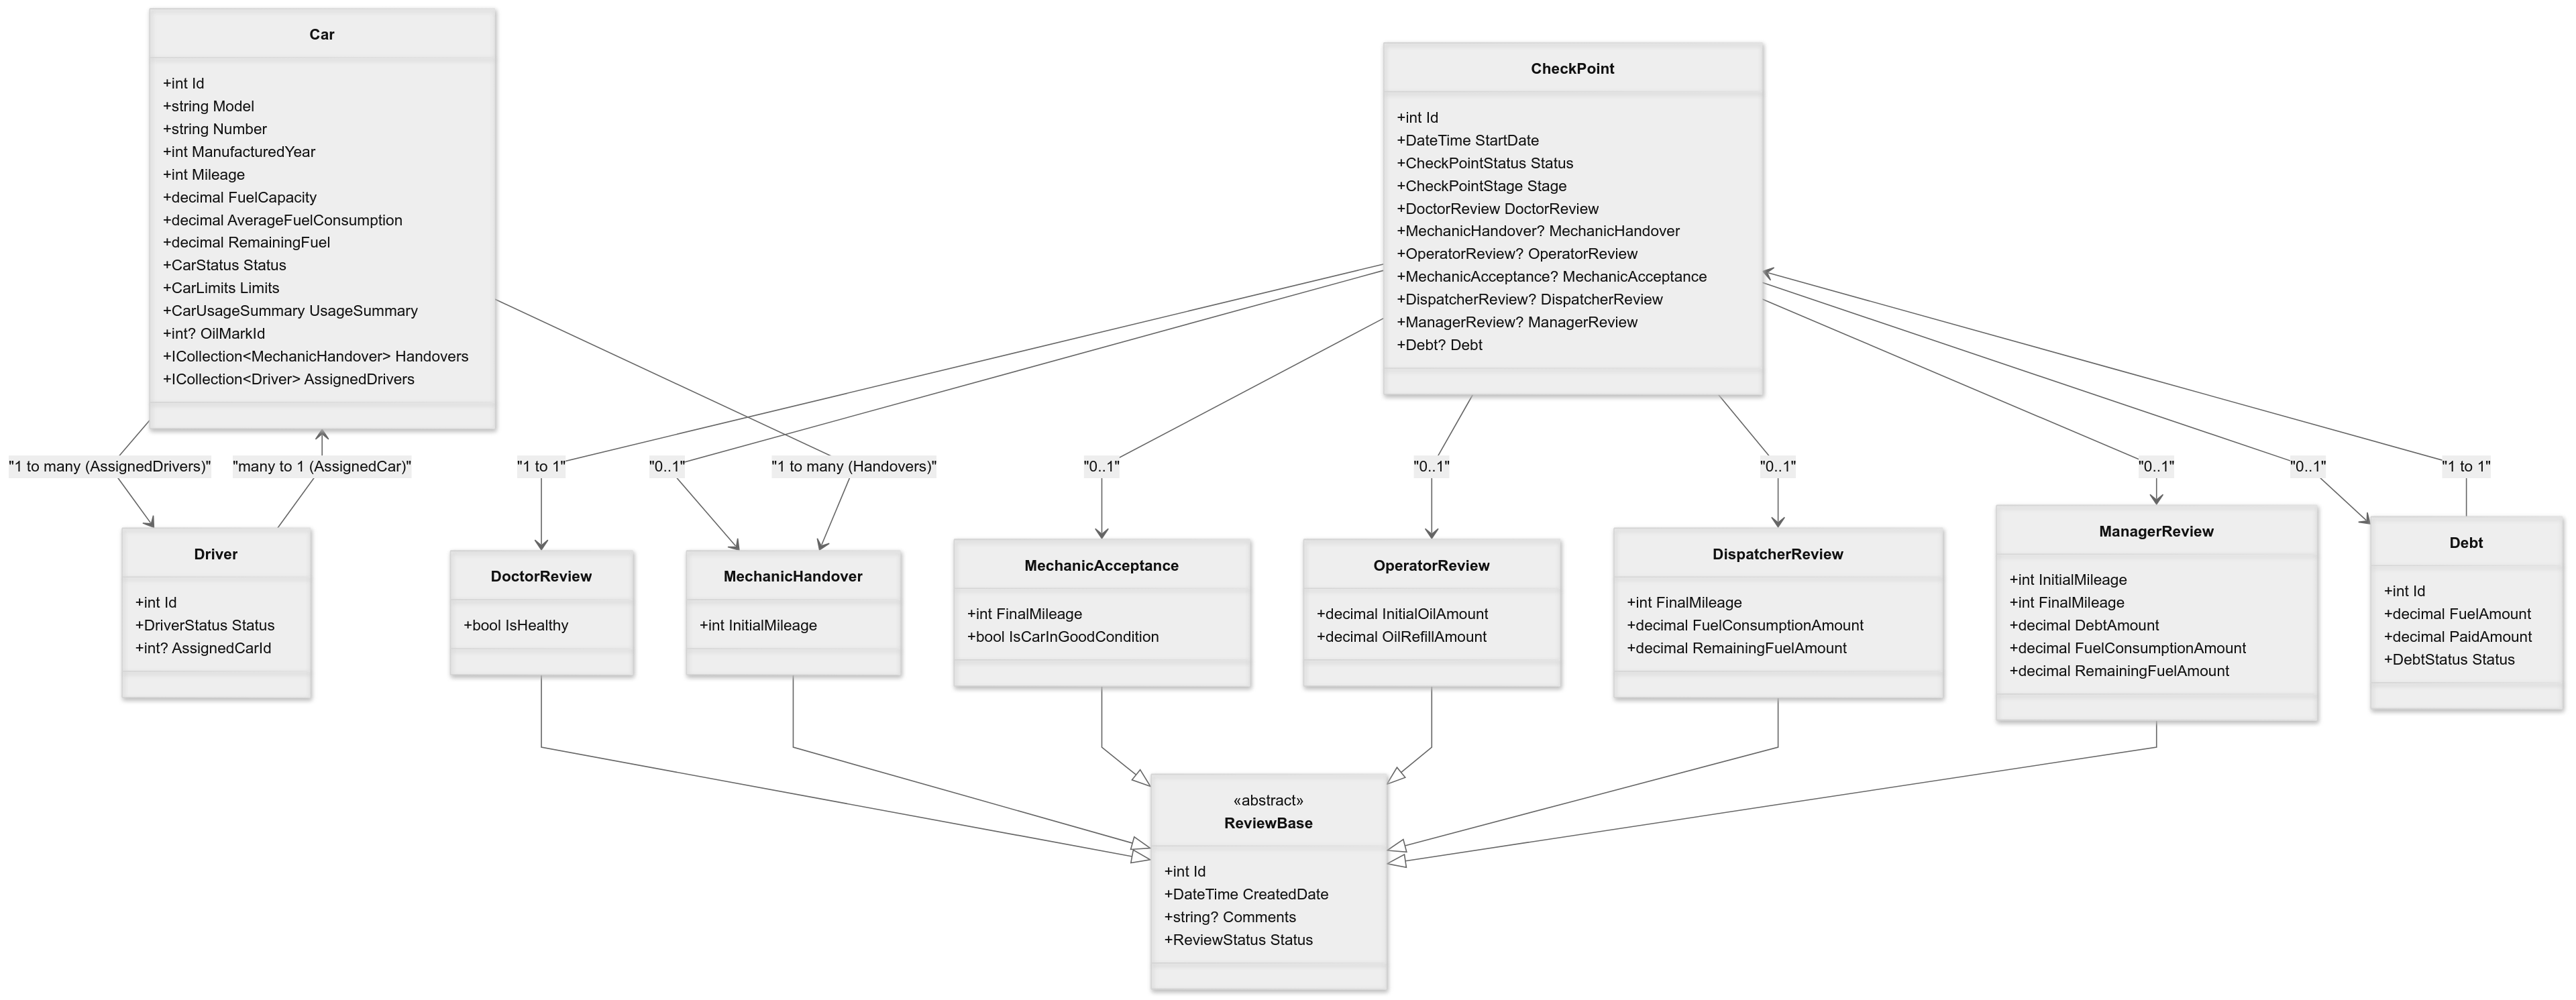 Car
+int Id
+string Model
+string Number
+int ManufacturedYear
+int Mileage
+decimal FuelCapacity
+decimal AverageFuelConsumption
+decimal RemainingFuel
+CarStatus Status
+CarLimits Limits
+CarUsageSummary UsageSummary
+int? OilMarkId
+ICollection<MechanicHandover> Handovers
+ICollection<Driver> AssignedDrivers
CheckPoint
+int Id
+DateTime StartDate
+CheckPointStatus Status
+CheckPointStage Stage
+DoctorReview DoctorReview
+MechanicHandover? MechanicHandover
+OperatorReview? OperatorReview
+MechanicAcceptance? MechanicAcceptance
+DispatcherReview? DispatcherReview
+ManagerReview? ManagerReview
+Debt? Debt
"1 to many (AssignedDrivers)"
"many to 1 (AssignedCar)"
"1 to 1"
"0..1"
"1 to many (Handovers)"
"0..1"
"0..1"
"0..1"
"0..1"
"0..1"
"1 to 1"
Driver
+int Id
+DriverStatus Status
+int? AssignedCarId
DoctorReview
+bool IsHealthy
MechanicHandover
+int InitialMileage
MechanicAcceptance
+int FinalMileage
+bool IsCarInGoodCondition
OperatorReview
+decimal InitialOilAmount
+decimal OilRefillAmount
DispatcherReview
+int FinalMileage
+decimal FuelConsumptionAmount
+decimal RemainingFuelAmount
ManagerReview
+int InitialMileage
+int FinalMileage
+decimal DebtAmount
+decimal FuelConsumptionAmount
+decimal RemainingFuelAmount
Debt
+int Id
+decimal FuelAmount
+decimal PaidAmount
+DebtStatus Status
«abstract»
ReviewBase
+int Id
+DateTime CreatedDate
+string? Comments
+ReviewStatus Status